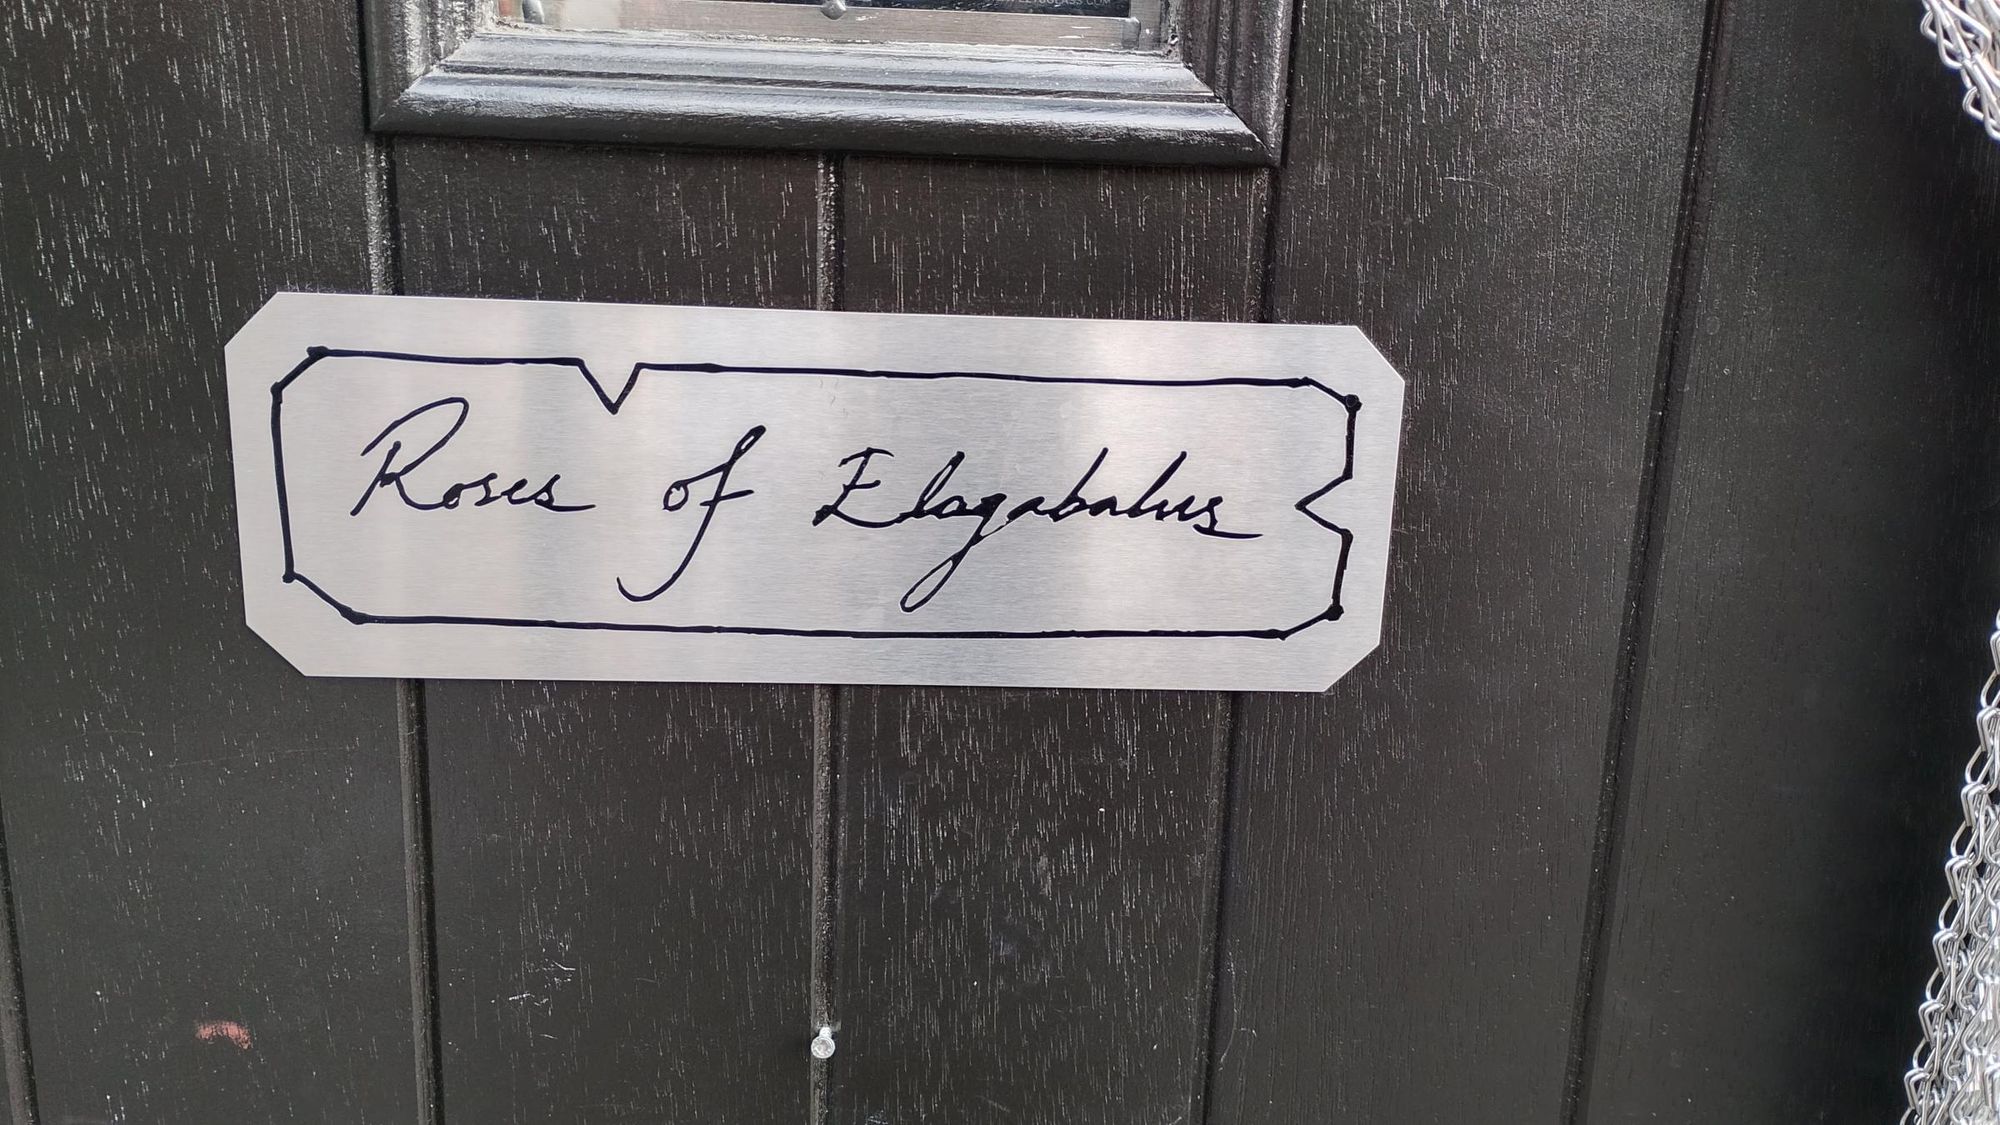 Roses of Elagabalus